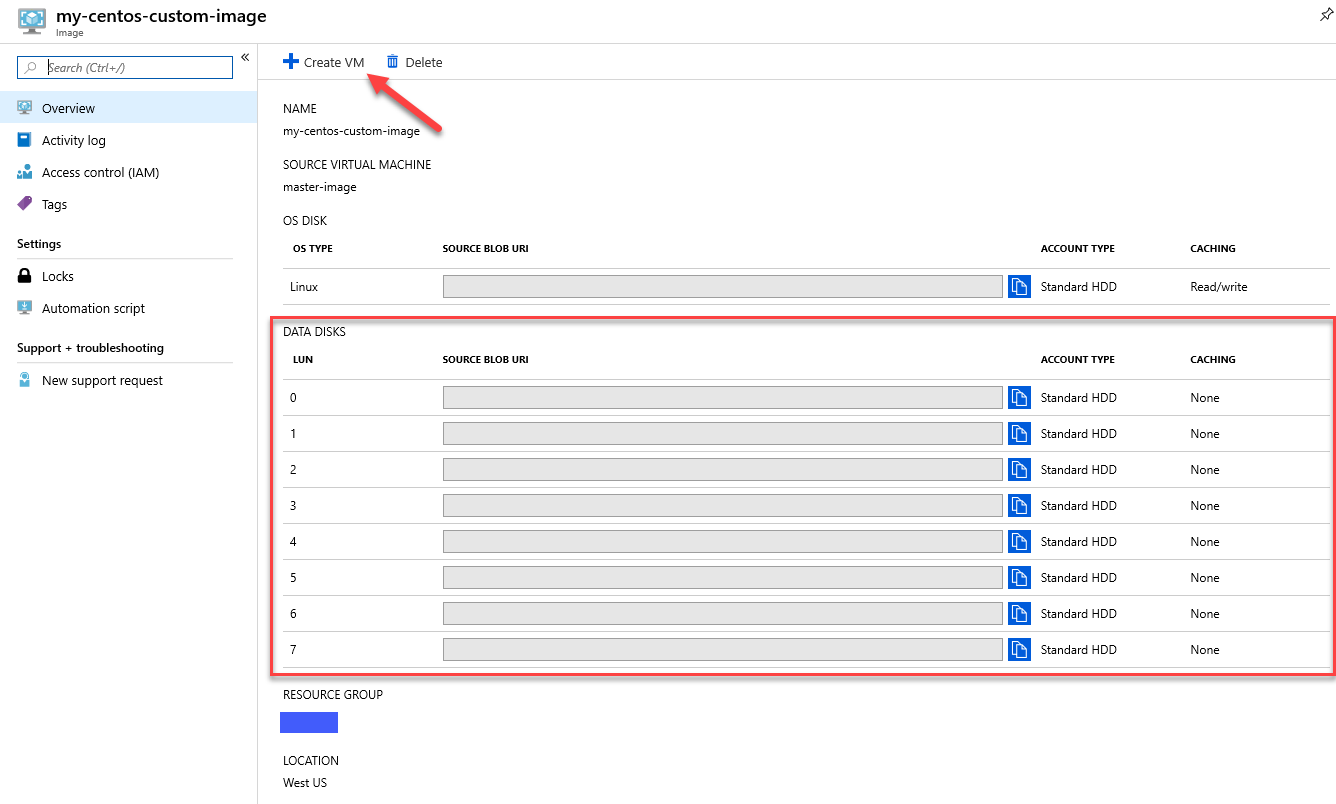 my-centos-custom-image
Image
Search (Ctrl+/)
«
Overview
Activity log
Access control (IAM)
Tags
Settings
Locks
Automation script
Support + troubleshooting
New support request
Create VM Delete
NAME
my-centos-custom-image
SOURCE VIRTUAL MACHINE
master-image
OS DISK
OS TYPE SOURCE BLOB URI ACCOUNT TYPE CACHING
Linux Standard HDD Read/write
DATA DISKS
LUN SOURCE BLOB URI ACCOUNT TYPE CACHING
0 Standard HDD None
1 Standard HDD None
2 Standard HDD None
3 Standard HDD None
4 Standard HDD None
5 Standard HDD None
6 Standard HDD None
7 Standard HDD None
RESOURCE GROUP
LOCATION
West US